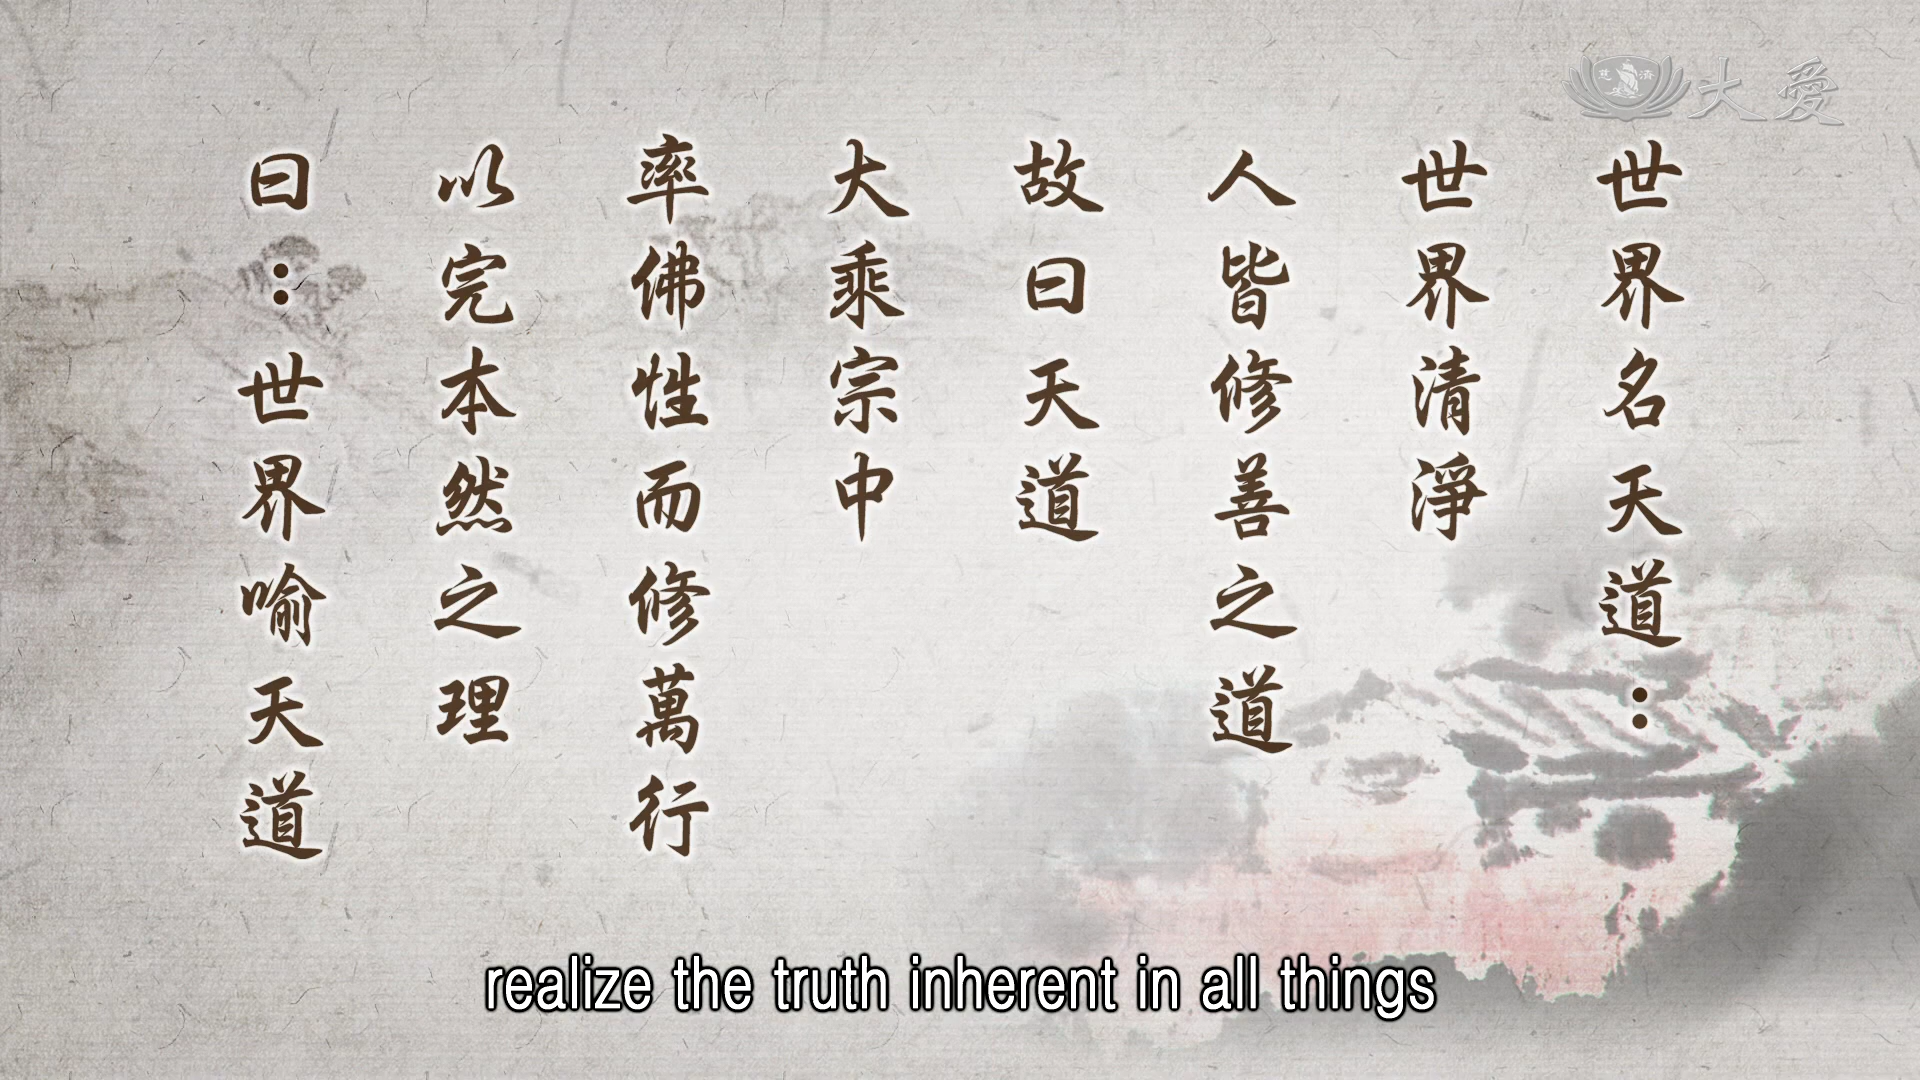 大愛
慈濟
世界名天道：
世界清淨
人皆修善之道
故曰天道
大乘宗中
率佛性而修萬行
以完本然之理
曰：世界喻天道
realize the truth inherent in all things